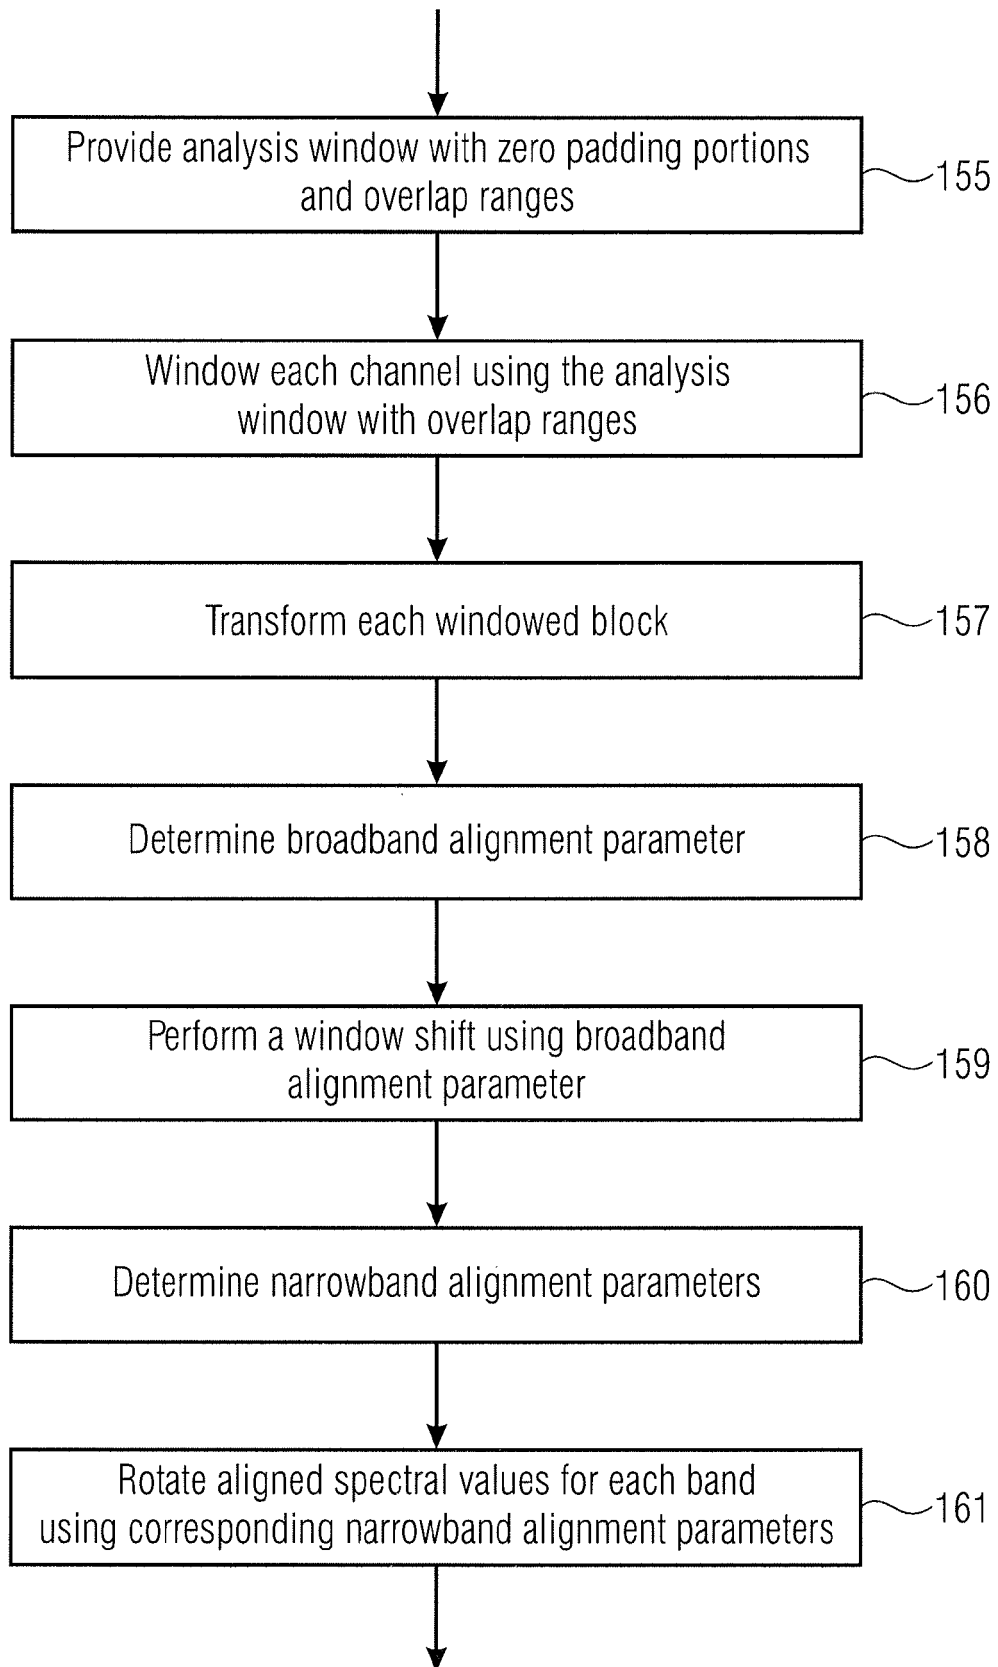 Provide analysis window with zero padding portions
and overlap ranges
155
Window each channel using the analysis
window with overlap ranges
156
Transform each windowed block
157
Determine broadband alignment parameter
158
Perform a window shift using broadband
alignment parameter
159
Determine narrowband alignment parameters
160
Rotate aligned spectral values for each band
using corresponding narrowband alignment parameters
161